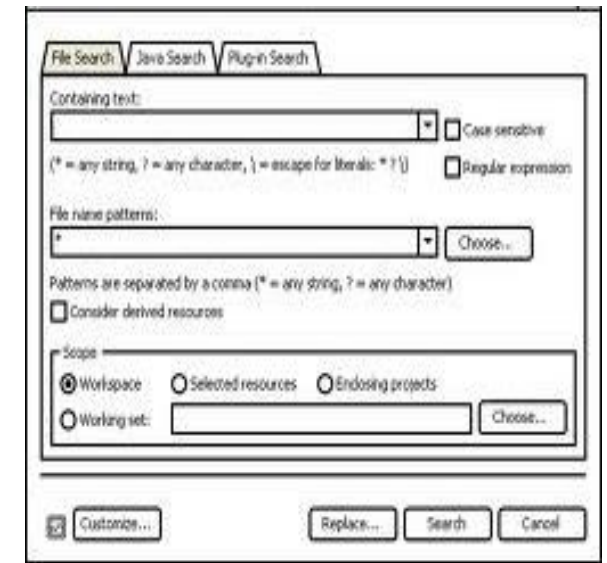 File Search Java Search Plug-in Search
Containing text:
Case sensitive
(* = any string, ? = any character, \ = escape for literals: * ? \)
Regular expression
File name patterns:
*
Choose...
Patterns are separated by a comma (* = any string, ? = any character)
Consider derived resources
Scope
Workspace Selected resources Enclosing projects
Working set: Choose...
Customize... Replace... Search Cancel